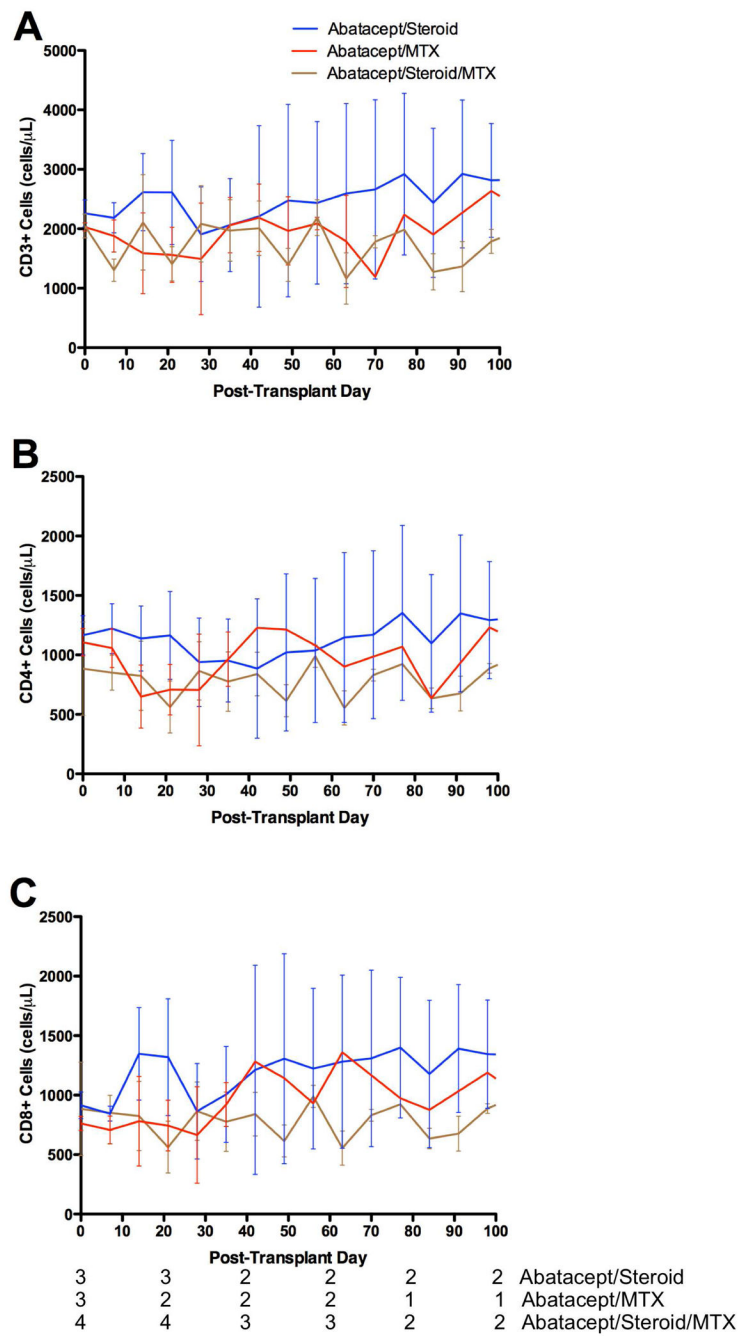 A
Abatacept/Steroid
Abatacept/MTX
Abatacept/Steroid/MTX
5000
4000
3000
2000
1000
0
CD3+ Cells (cells/μL)
0 10 20 30 40 50 60 70 80 90 100
Post-Transplant Day
B
2500
2000
1500
1000
500
0
CD4+ Cells (cells/μL)
0 10 20 30 40 50 60 70 80 90 100
Post-Transplant Day
C
2500
2000
1500
1000
500
0
CD8+ Cells (cells/μL)
0 10 20 30 40 50 60 70 80 90 100
Post-Transplant Day
3 3 2 2 2 2 Abatacept/Steroid
3 2 2 2 1 1 Abatacept/MTX
4 4 3 3 2 2 Abatacept/Steroid/MTX